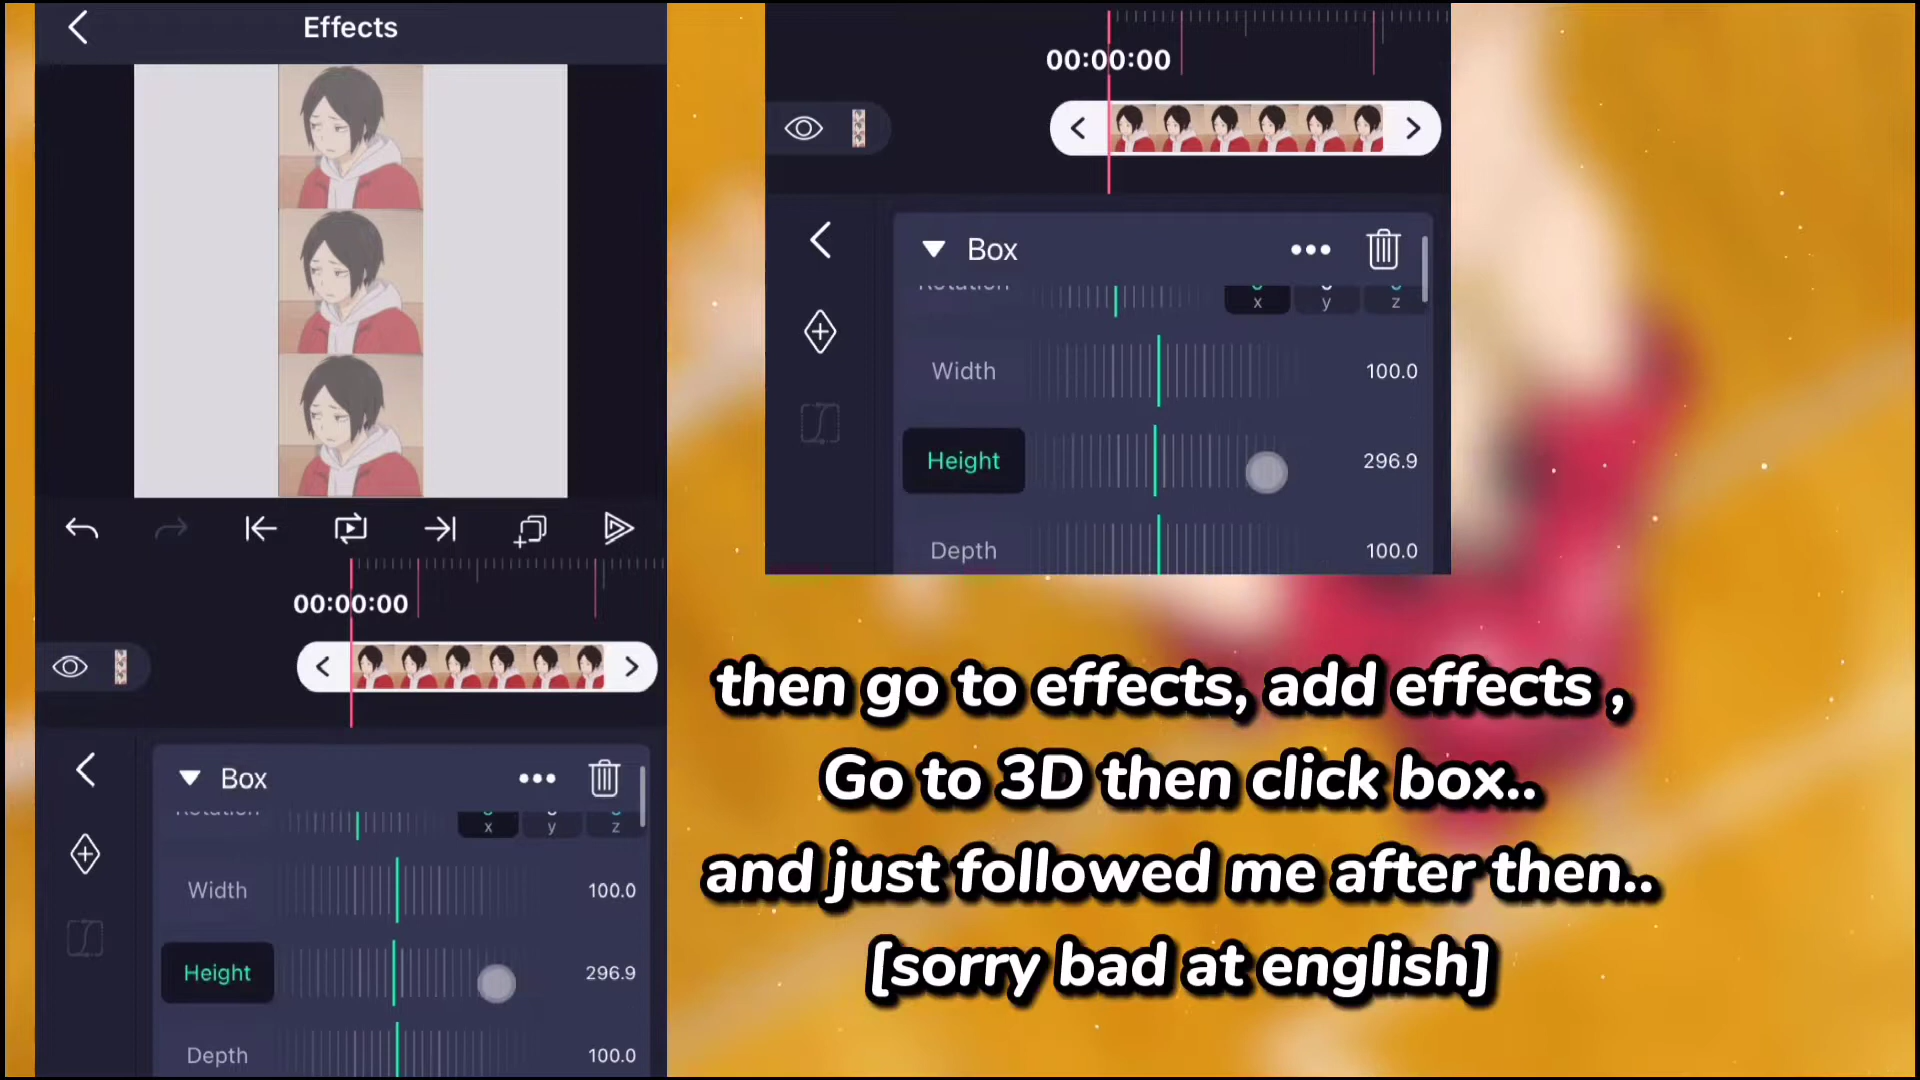 Effects
00:00:00
Box
Rotation
x y z
Width 100.0
Height 296.9
Depth 100.0
00:00:00
Box
Rotation
x y z
Width 100.0
Height 296.9
Depth 100.0
then go to effects, add effects ,
Go to 3D then click box..
and just followed me after then..
[sorry bad at english]